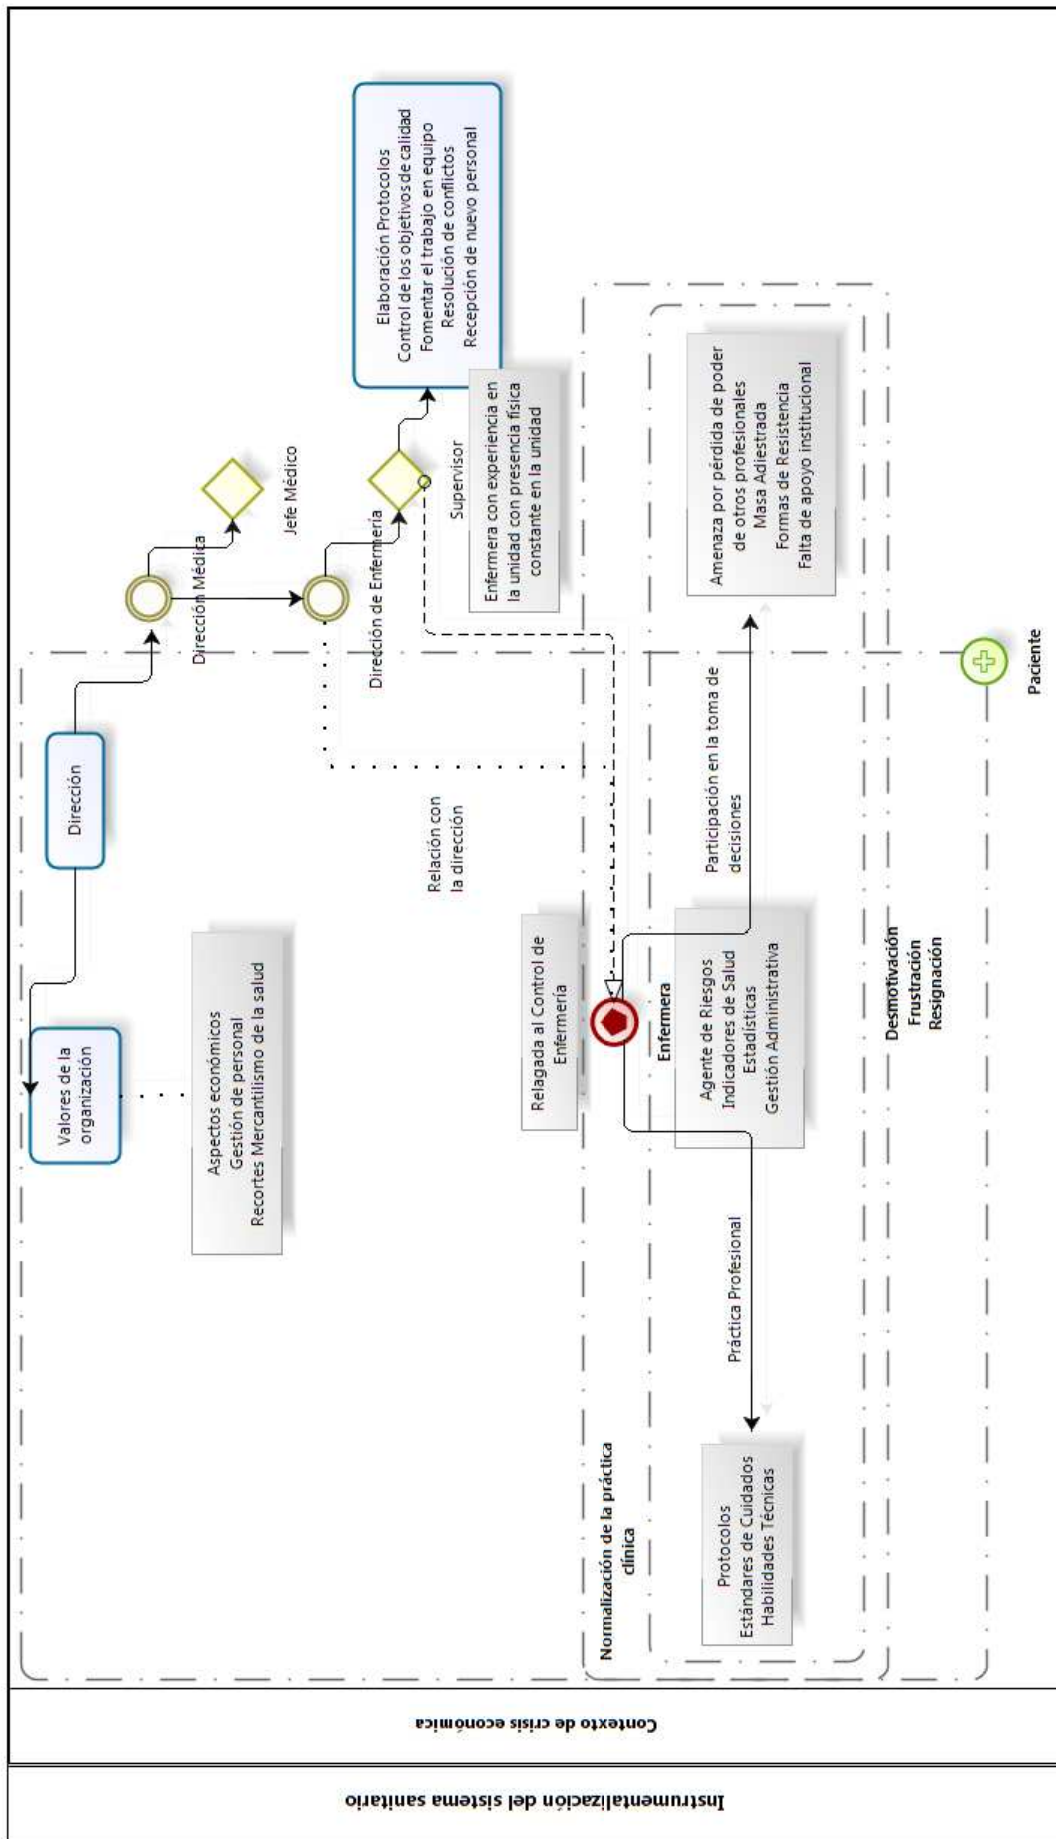 Instrumentalización del sistema sanitario
Contexto de crisis económica
Valores de la
organización
Dirección
Aspectos económicos
Gestión de personal
Recortes Mercantilismo de la salud
Dirección Médica
Jefe Médico
Dirección de Enfermería
Supervisor
Elaboración Protocolos
Control de los objetivos de calidad
Fomentar el trabajo en equipo
Resolución de conflictos
Recepción de nuevo personal
Enfermera con experiencia en
la unidad con presencia física
constante en la unidad
Relación con
la dirección
Relagada al Control de
Enfermería
Normalización de la práctica
clínica
Enfermera
Agente de Riesgos
Indicadores de Salud
Estadísticas
Gestión Administrativa
Práctica Profesional
Participación en la toma de
decisiones
Protocolos
Estándares de Cuidados
Habilidades Técnicas
Amenaza por pérdida de poder
de otros profesionales
Masa Adiestrada
Formas de Resistencia
Falta de apoyo institucional
Desmotivación
Frustración
Resignación
Paciente